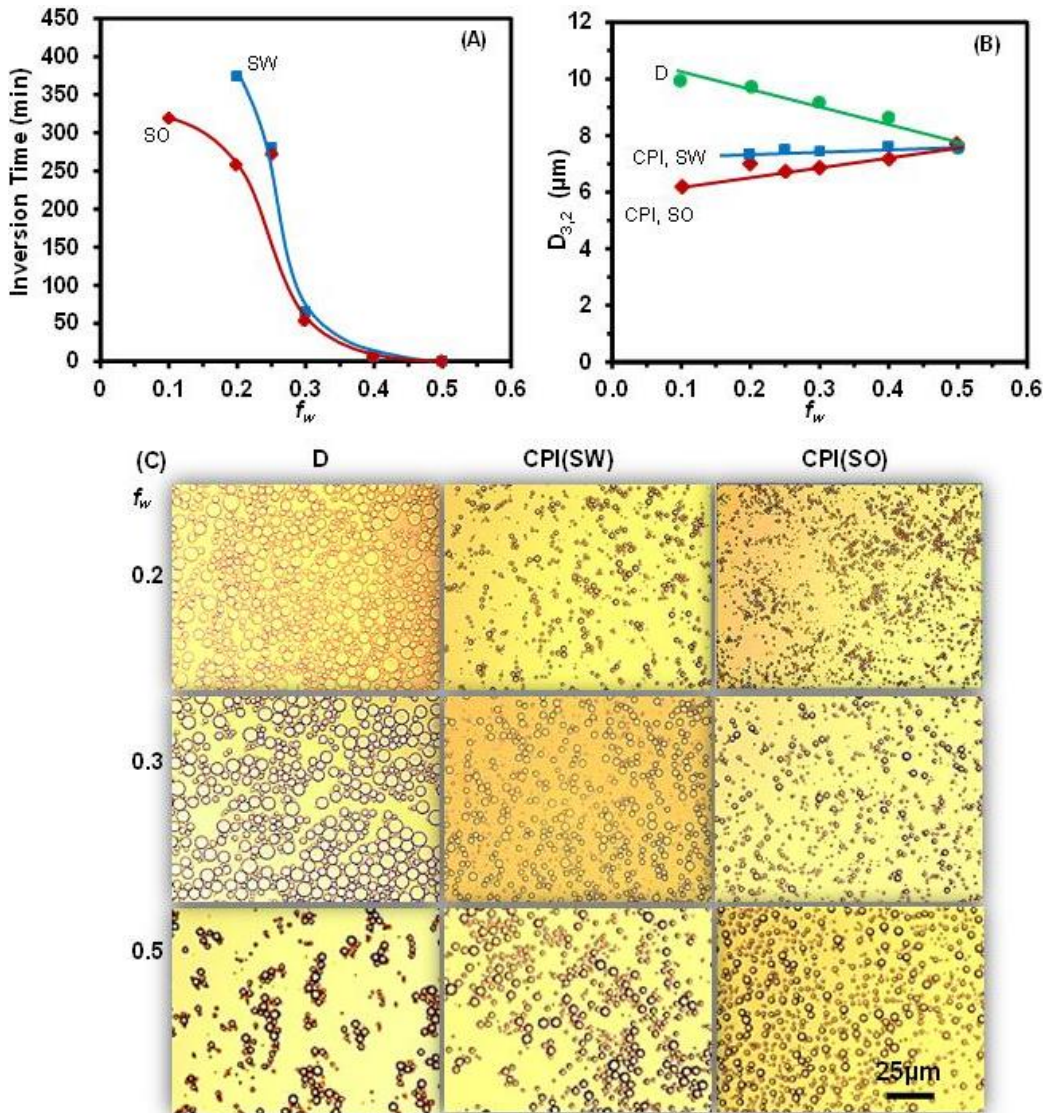 (A)
Inversion Time (min)
450
400
350
300
250
200
150
100
50
0
SW
SO
0 0.1 0.2 0.3 0.4 0.5 0.6
f_w
(B)
D₃,₂ (µm)
12
10
8
6
4
2
0
D
CPI, SW
CPI, SO
0.0 0.1 0.2 0.3 0.4 0.5 0.6
f_w
(C) D CPI(SW) CPI(SO)
f_w
0.2
0.3
0.5
25µm